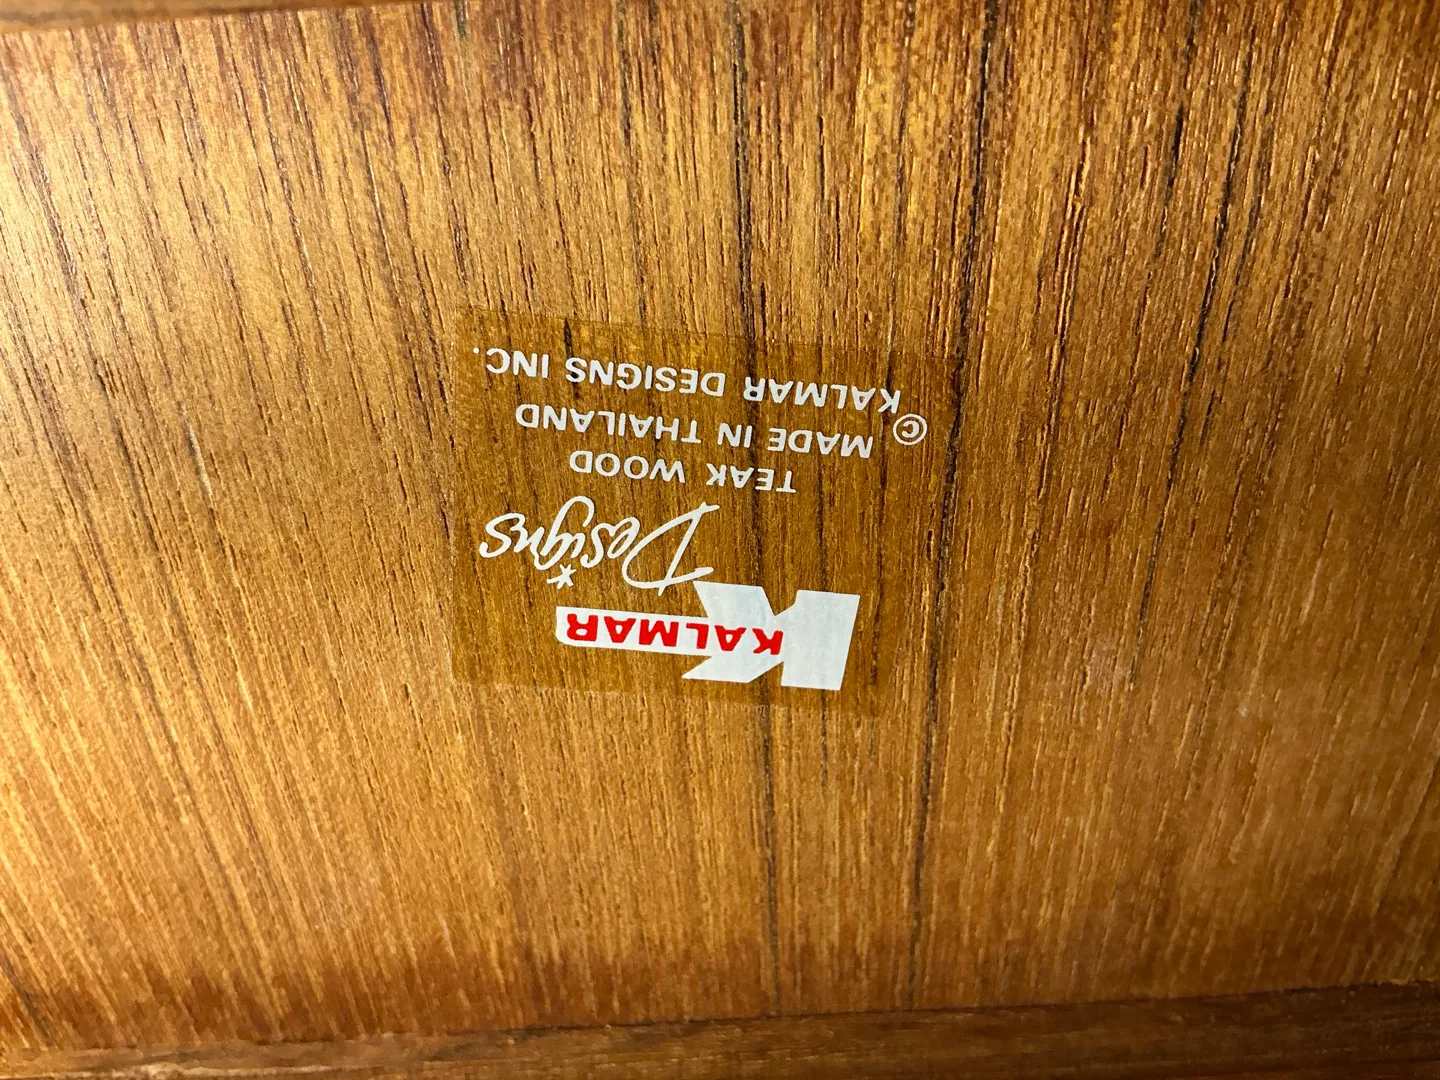 KALMAR
Designs
TEAK WOOD
MADE IN THAILAND
© KALMAR DESIGNS INC.